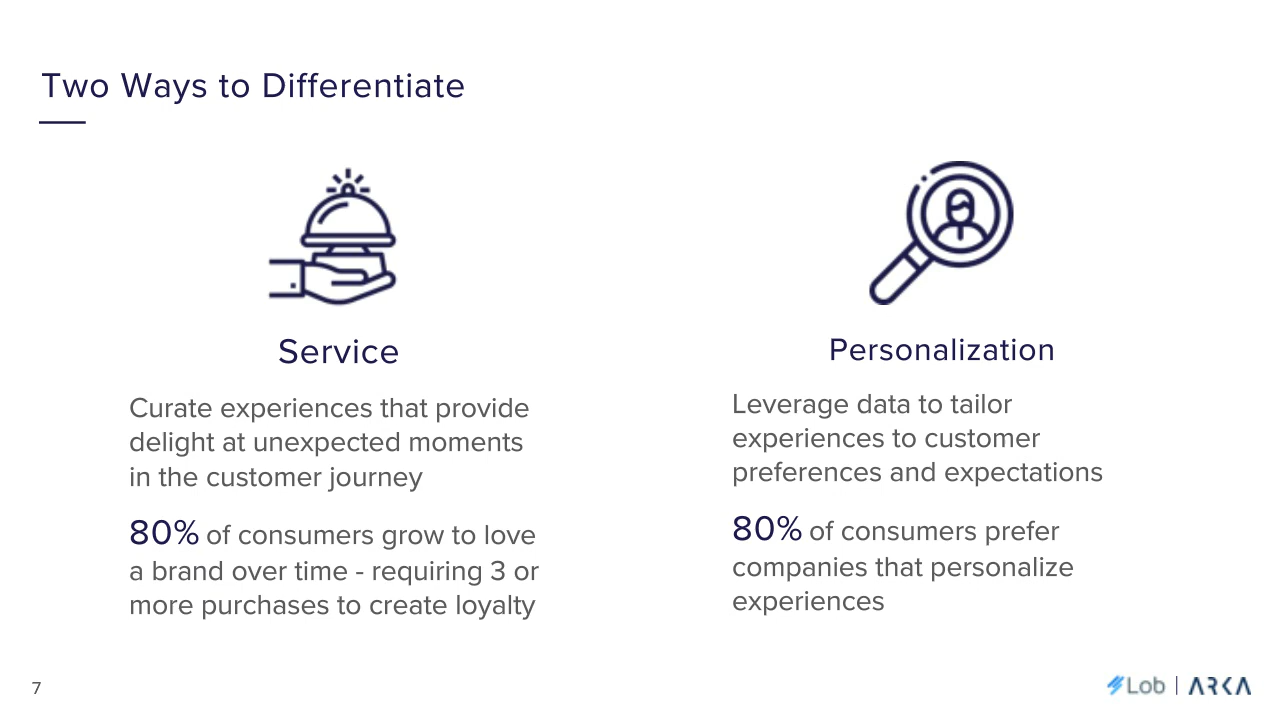 Two Ways to Differentiate
Service
Curate experiences that provide
delight at unexpected moments
in the customer journey
80% of consumers grow to love
a brand over time - requiring 3 or
more purchases to create loyalty
Personalization
Leverage data to tailor
experiences to customer
preferences and expectations
80% of consumers prefer
companies that personalize
experiences
7
Lob | ARKA